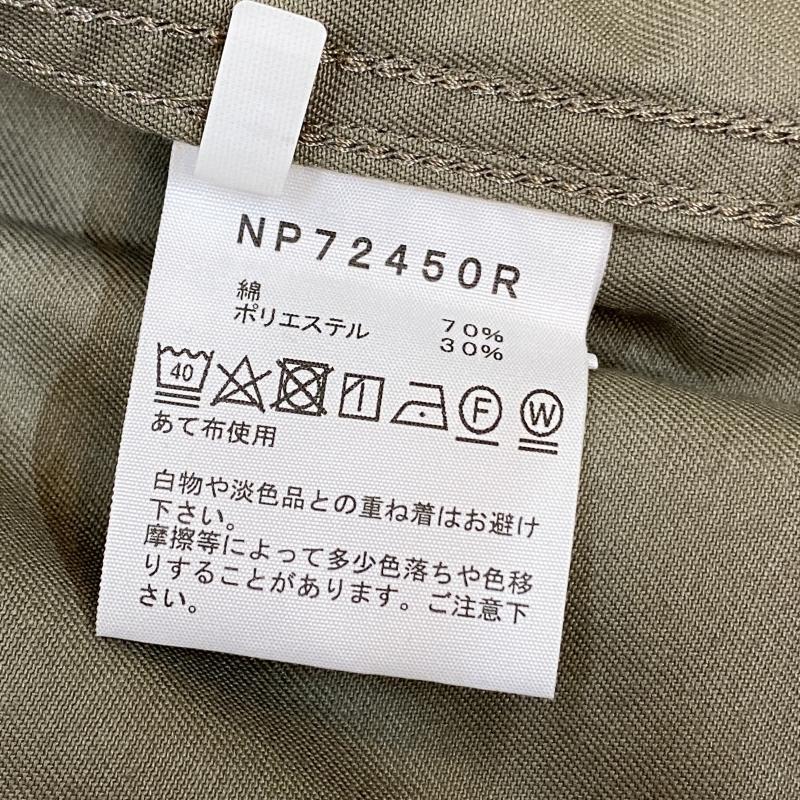 NP72450R
綿 70%
ポリエステル 30%
40 F W
あて布使用
白物や淡色品との重ね着はお避け
下さい。
摩擦等によって多少色落ちや色移
りすることがあります。ご注意下
さい。